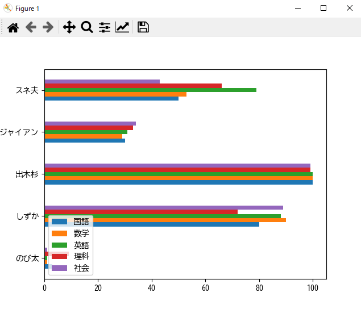 Figure 1
スネ夫
ジャイアン
出木杉
しずか
のび太
国語
数学
英語
理科
社会
0 20 40 60 80 100